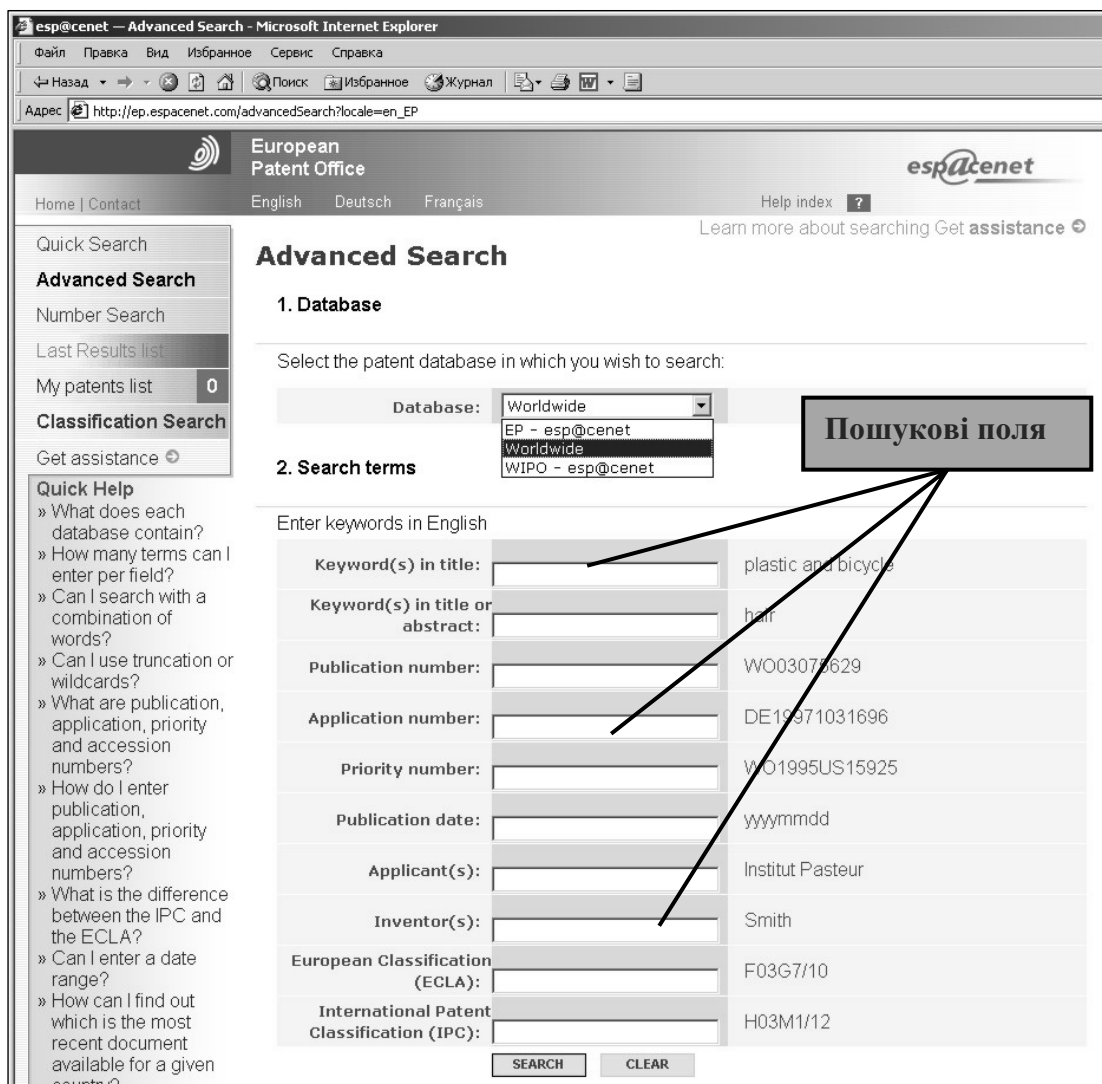 esp@cenet — Advanced Search - Microsoft Internet Explorer
Файл Правка Вид Избранное Сервис Справка
Назад Поиск Избранное Журнал
Адрес http://ep.espacenet.com/advancedSearch?locale=en_EP
European
Patent Office
esp@cenet
Home | Contact
English Deutsch Français
Help index ?
Learn more about searching Get assistance
Quick Search
Advanced Search
Number Search
Last Results list
My patents list 0
Classification Search
Get assistance
Quick Help
» What does each
database contain?
» How many terms can I
enter per field?
» Can I search with a
combination of
words?
» Can I use truncation or
wildcards?
» What are publication,
application, priority
and accession
numbers?
» How do I enter
publication,
application, priority
and accession
numbers?
» What is the difference
between the IPC and
the ECLA?
» Can I enter a date
range?
» How can I find out
which is the most
recent document
available for a given
Advanced Search
1. Database
Select the patent database in which you wish to search:
Database: Worldwide
EP - esp@cenet
Worldwide
WIPO - esp@cenet
Пошукові поля
2. Search terms
Enter keywords in English
Keyword(s) in title: plastic and bicycle
Keyword(s) in title or
abstract: hair
Publication number: WO03075629
Application number: DE19971031696
Priority number: WO1995US15925
Publication date: yyyymmdd
Applicant(s): Institut Pasteur
Inventor(s): Smith
European Classification
(ECLA): F03G7/10
International Patent
Classification (IPC): H03M1/12
SEARCH CLEAR